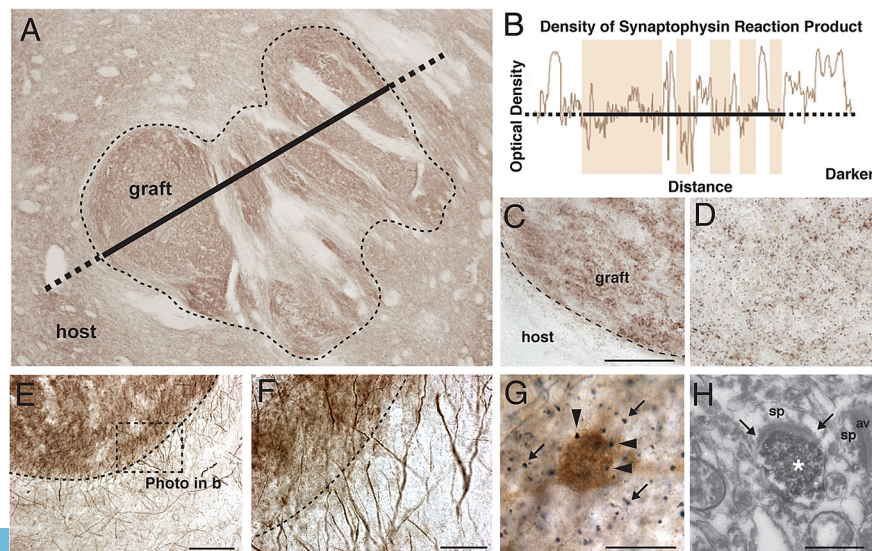 A
graft
host
B
Density of Synaptophysin Reaction Product
Optical Density
Distance
Darker
C
graft
host
D
E
Photo in b
F
G
H
sp
av
sp
*